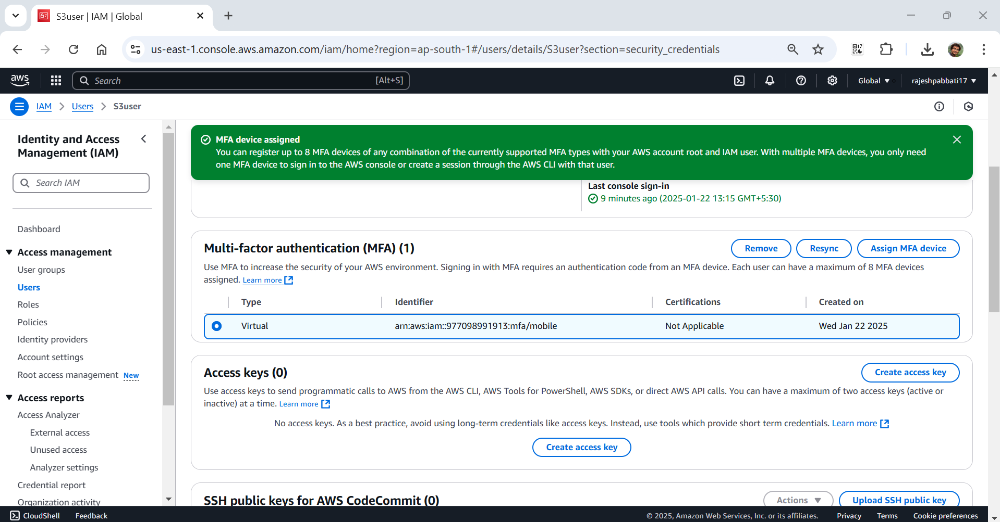 S3user | IAM | Global
us-east-1.console.aws.amazon.com/iam/home?region=ap-south-1#/users/details/S3user?section=security_credentials
aws
Search [Alt+S]
Global
rajeshpabbati17
IAM > Users > S3user
Identity and Access Management (IAM)
Search IAM
Dashboard
Access management
User groups
Users
Roles
Policies
Identity providers
Account settings
Root access management New
Access reports
Access Analyzer
External access
Unused access
Analyzer settings
Credential report
Organization activity
MFA device assigned
You can register up to 8 MFA devices of any combination of the currently supported MFA types with your AWS account root and IAM user. With multiple MFA devices, you only need
one MFA device to sign in to the AWS console or create a session through the AWS CLI with that user.
Last console sign-in
9 minutes ago (2025-01-22 13:15 GMT+5:30)
Multi-factor authentication (MFA) (1)
Remove
Resync
Assign MFA device
Use MFA to increase the security of your AWS environment. Signing in with MFA requires an authentication code from an MFA device. Each user can have a maximum of 8 MFA devices
assigned. Learn more
Type Identifier Certifications Created on
Virtual arn:aws:iam::977098991913:mfa/mobile Not Applicable Wed Jan 22 2025
Access keys (0)
Create access key
Use access keys to send programmatic calls to AWS from the AWS CLI, AWS Tools for PowerShell, AWS SDKs, or direct AWS API calls. You can have a maximum of two access keys (active or
inactive) at a time. Learn more
No access keys. As a best practice, avoid using long-term credentials like access keys. Instead, use tools which provide short term credentials. Learn more
Create access key
SSH public keys for AWS CodeCommit (0)
Actions
Upload SSH public key
CloudShell
Feedback
© 2025, Amazon Web Services, Inc. or its affiliates.
Privacy
Terms
Cookie preferences